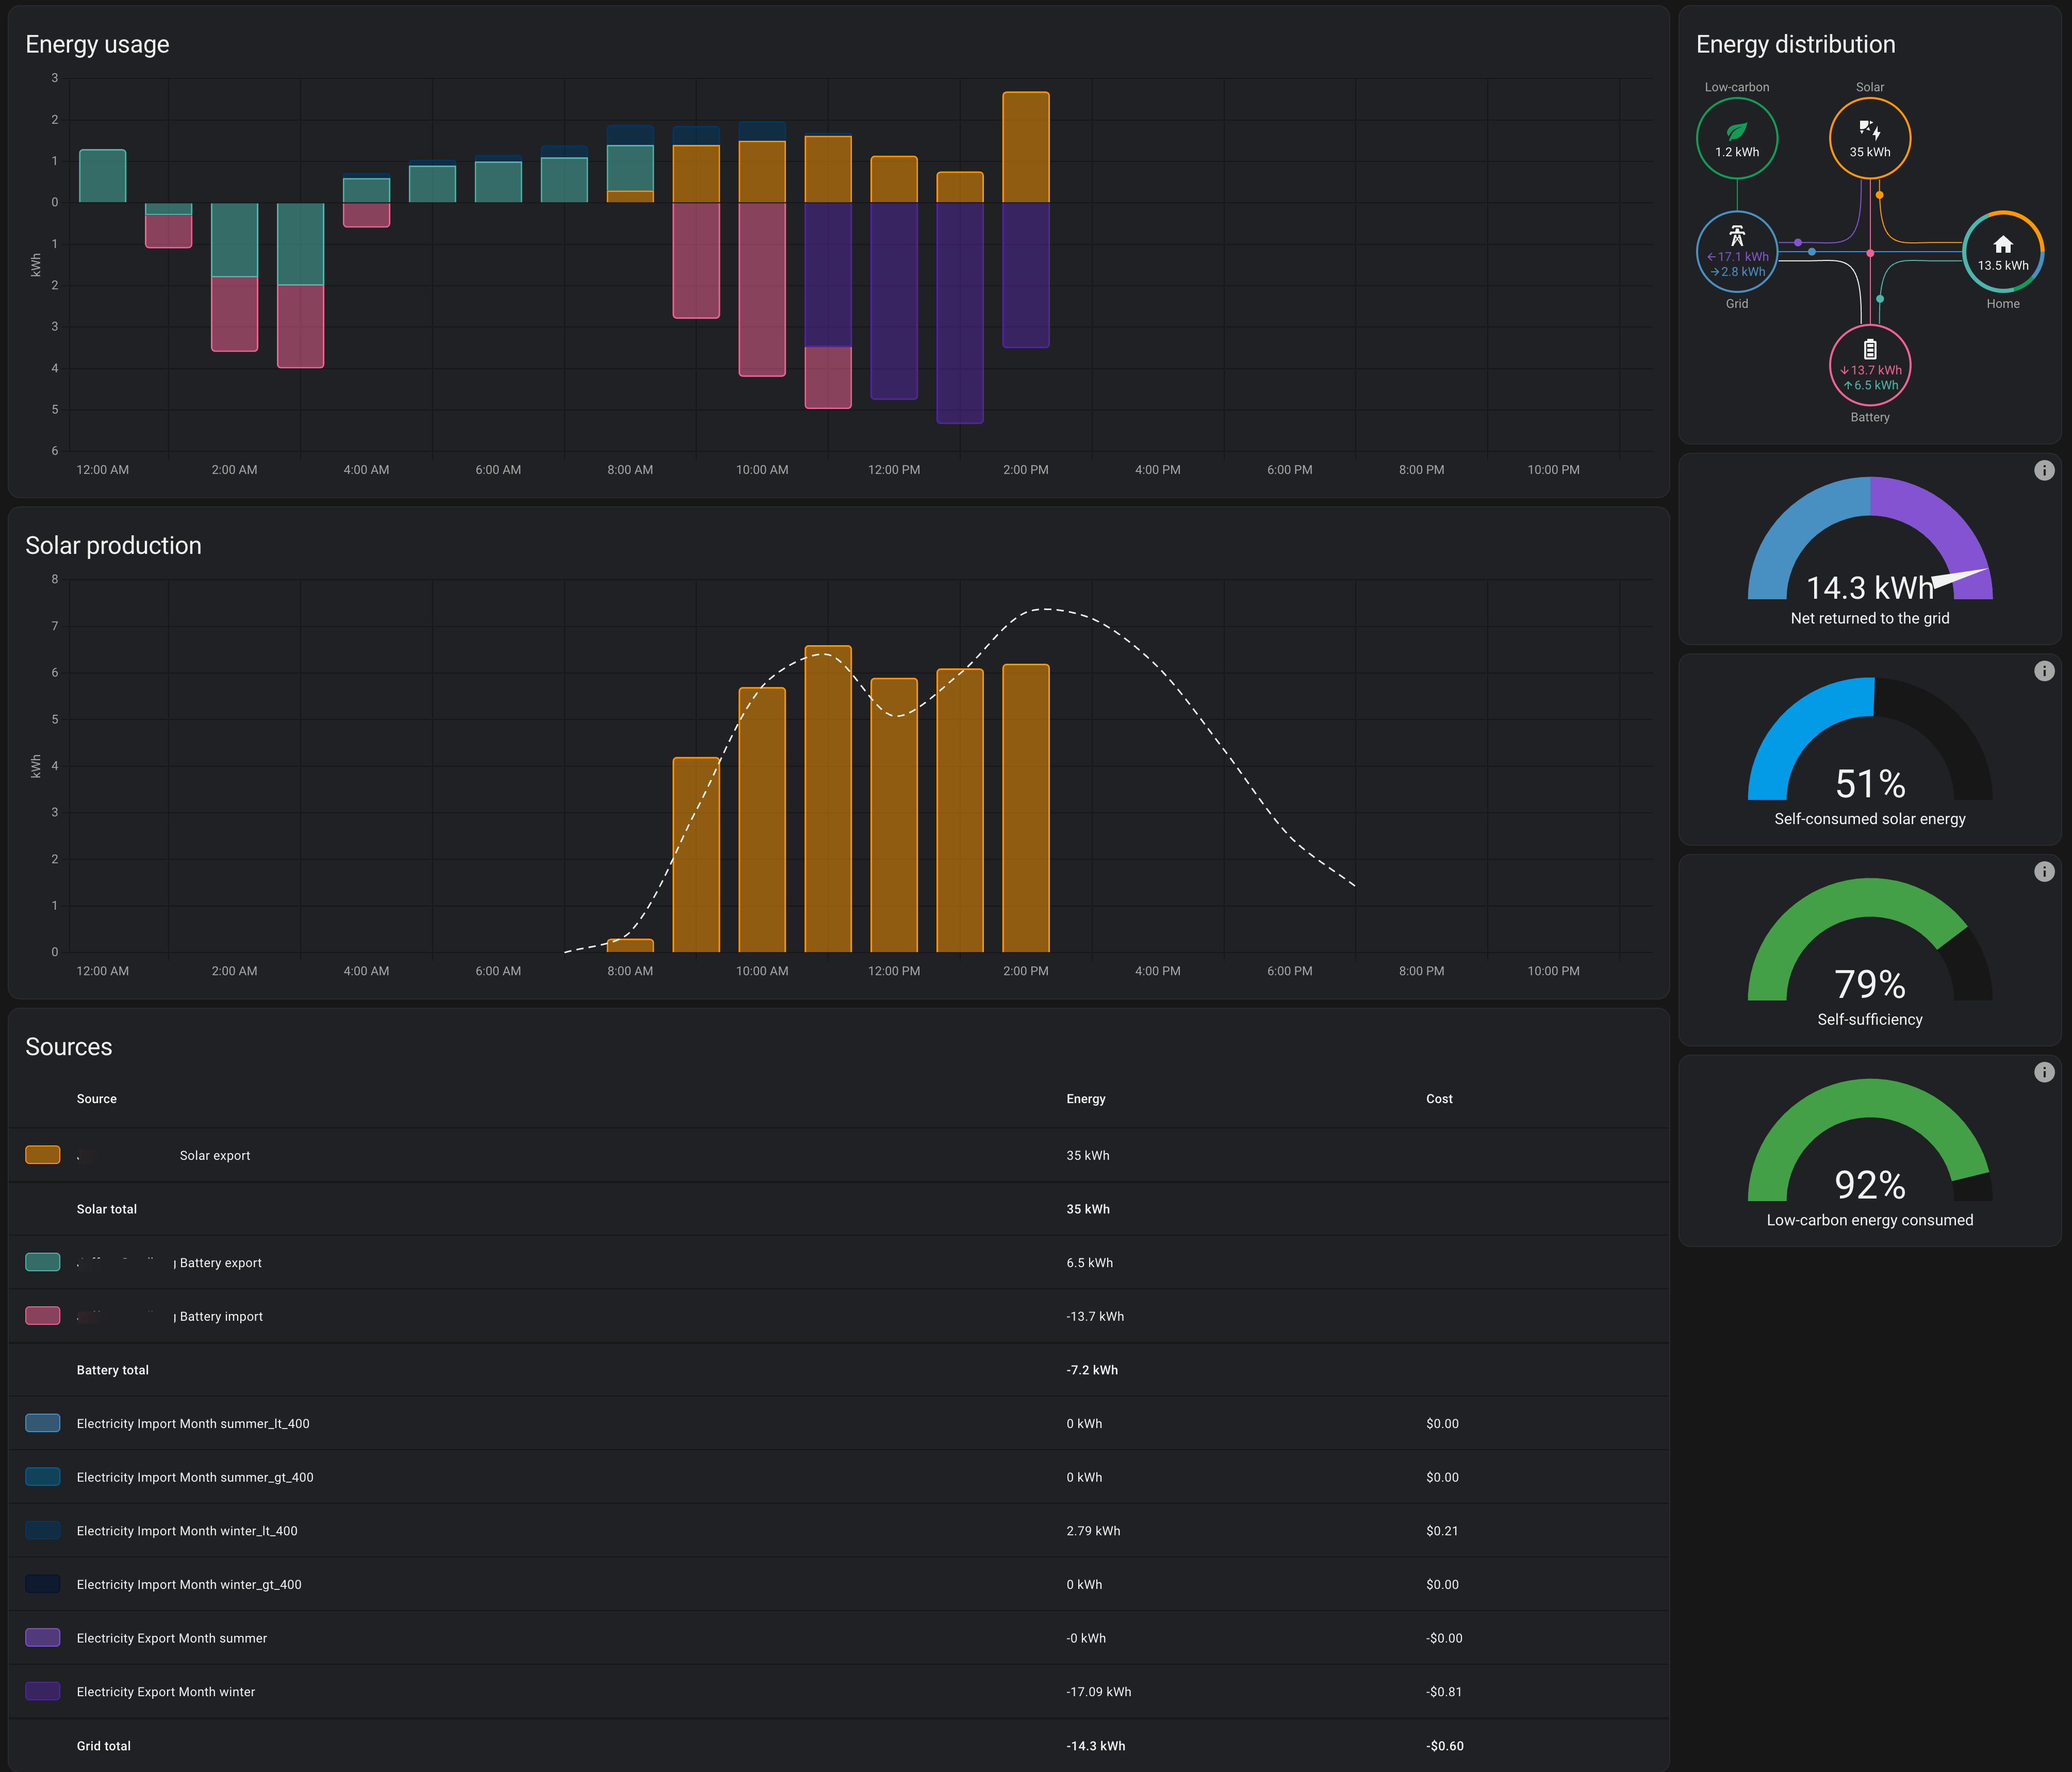 Energy usage
3
2
1
0
1
2
3
4
5
6
kWh
12:00 AM 2:00 AM 4:00 AM 6:00 AM 8:00 AM 10:00 AM 12:00 PM 2:00 PM 4:00 PM 6:00 PM 8:00 PM 10:00 PM
Solar production
8
7
6
5
4
3
2
1
0
kWh
12:00 AM 2:00 AM 4:00 AM 6:00 AM 8:00 AM 10:00 AM 12:00 PM 2:00 PM 4:00 PM 6:00 PM 8:00 PM 10:00 PM
Sources
Source Energy Cost
Solar export 35 kWh
Solar total 35 kWh
Battery export 6.5 kWh
Battery import -13.7 kWh
Battery total -7.2 kWh
Electricity Import Month summer_lt_400 0 kWh $0.00
Electricity Import Month summer_gt_400 0 kWh $0.00
Electricity Import Month winter_lt_400 2.79 kWh $0.21
Electricity Import Month winter_gt_400 0 kWh $0.00
Electricity Export Month summer -0 kWh -$0.00
Electricity Export Month winter -17.09 kWh -$0.81
Grid total -14.3 kWh -$0.60
Energy distribution
Low-carbon Solar
1.2 kWh 35 kWh
←17.1 kWh
→2.8 kWh
13.5 kWh
Grid Home
↓13.7 kWh
↑6.5 kWh
Battery
14.3 kWh
Net returned to the grid
51%
Self-consumed solar energy
79%
Self-sufficiency
92%
Low-carbon energy consumed